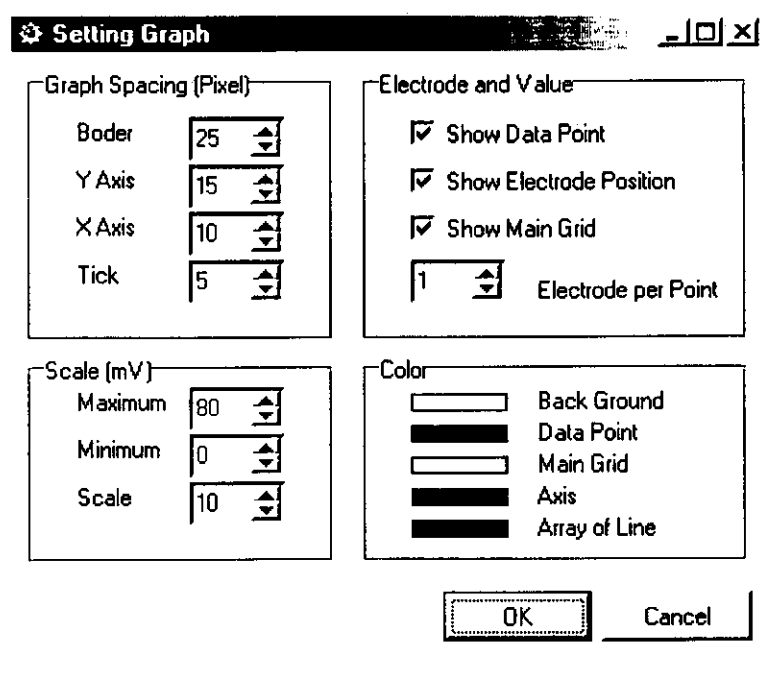 Setting Graph
Graph Spacing (Pixel)
Boder 25
Y Axis 15
X Axis 10
Tick 5
Electrode and Value
Show Data Point
Show Electrode Position
Show Main Grid
1 Electrode per Point
Scale (mV)
Maximum 80
Minimum 0
Scale 10
Color
Back Ground
Data Point
Main Grid
Axis
Array of Line
OK Cancel